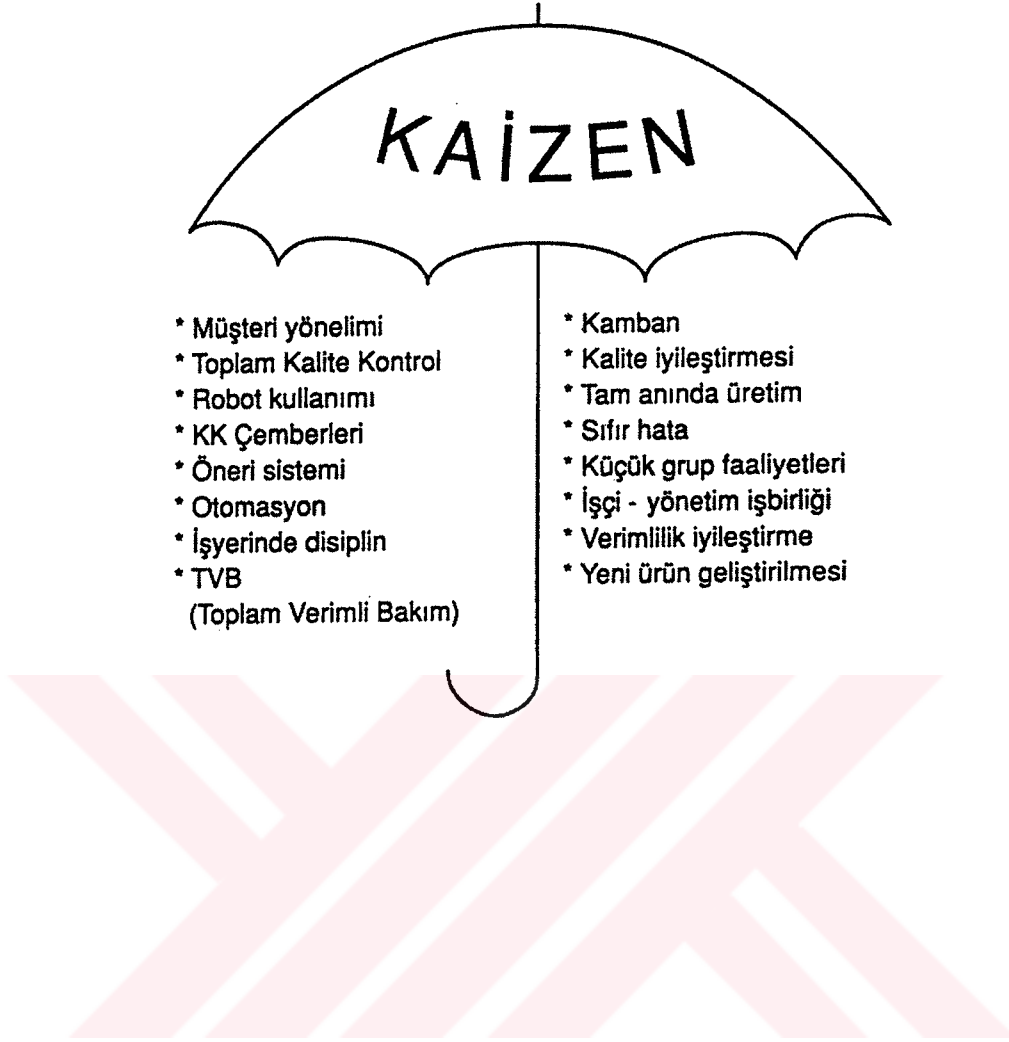 KAİZEN
* Müşteri yönelimi
* Toplam Kalite Kontrol
* Robot kullanımı
* KK Çemberleri
* Öneri sistemi
* Otomasyon
* İşyerinde disiplin
* TVB
(Toplam Verimli Bakım)
* Kamban
* Kalite iyileştirmesi
* Tam anında üretim
* Sıfır hata
* Küçük grup faaliyetleri
* İşçi - yönetim işbirliği
* Verimlilik iyileştirme
* Yeni ürün geliştirilmesi